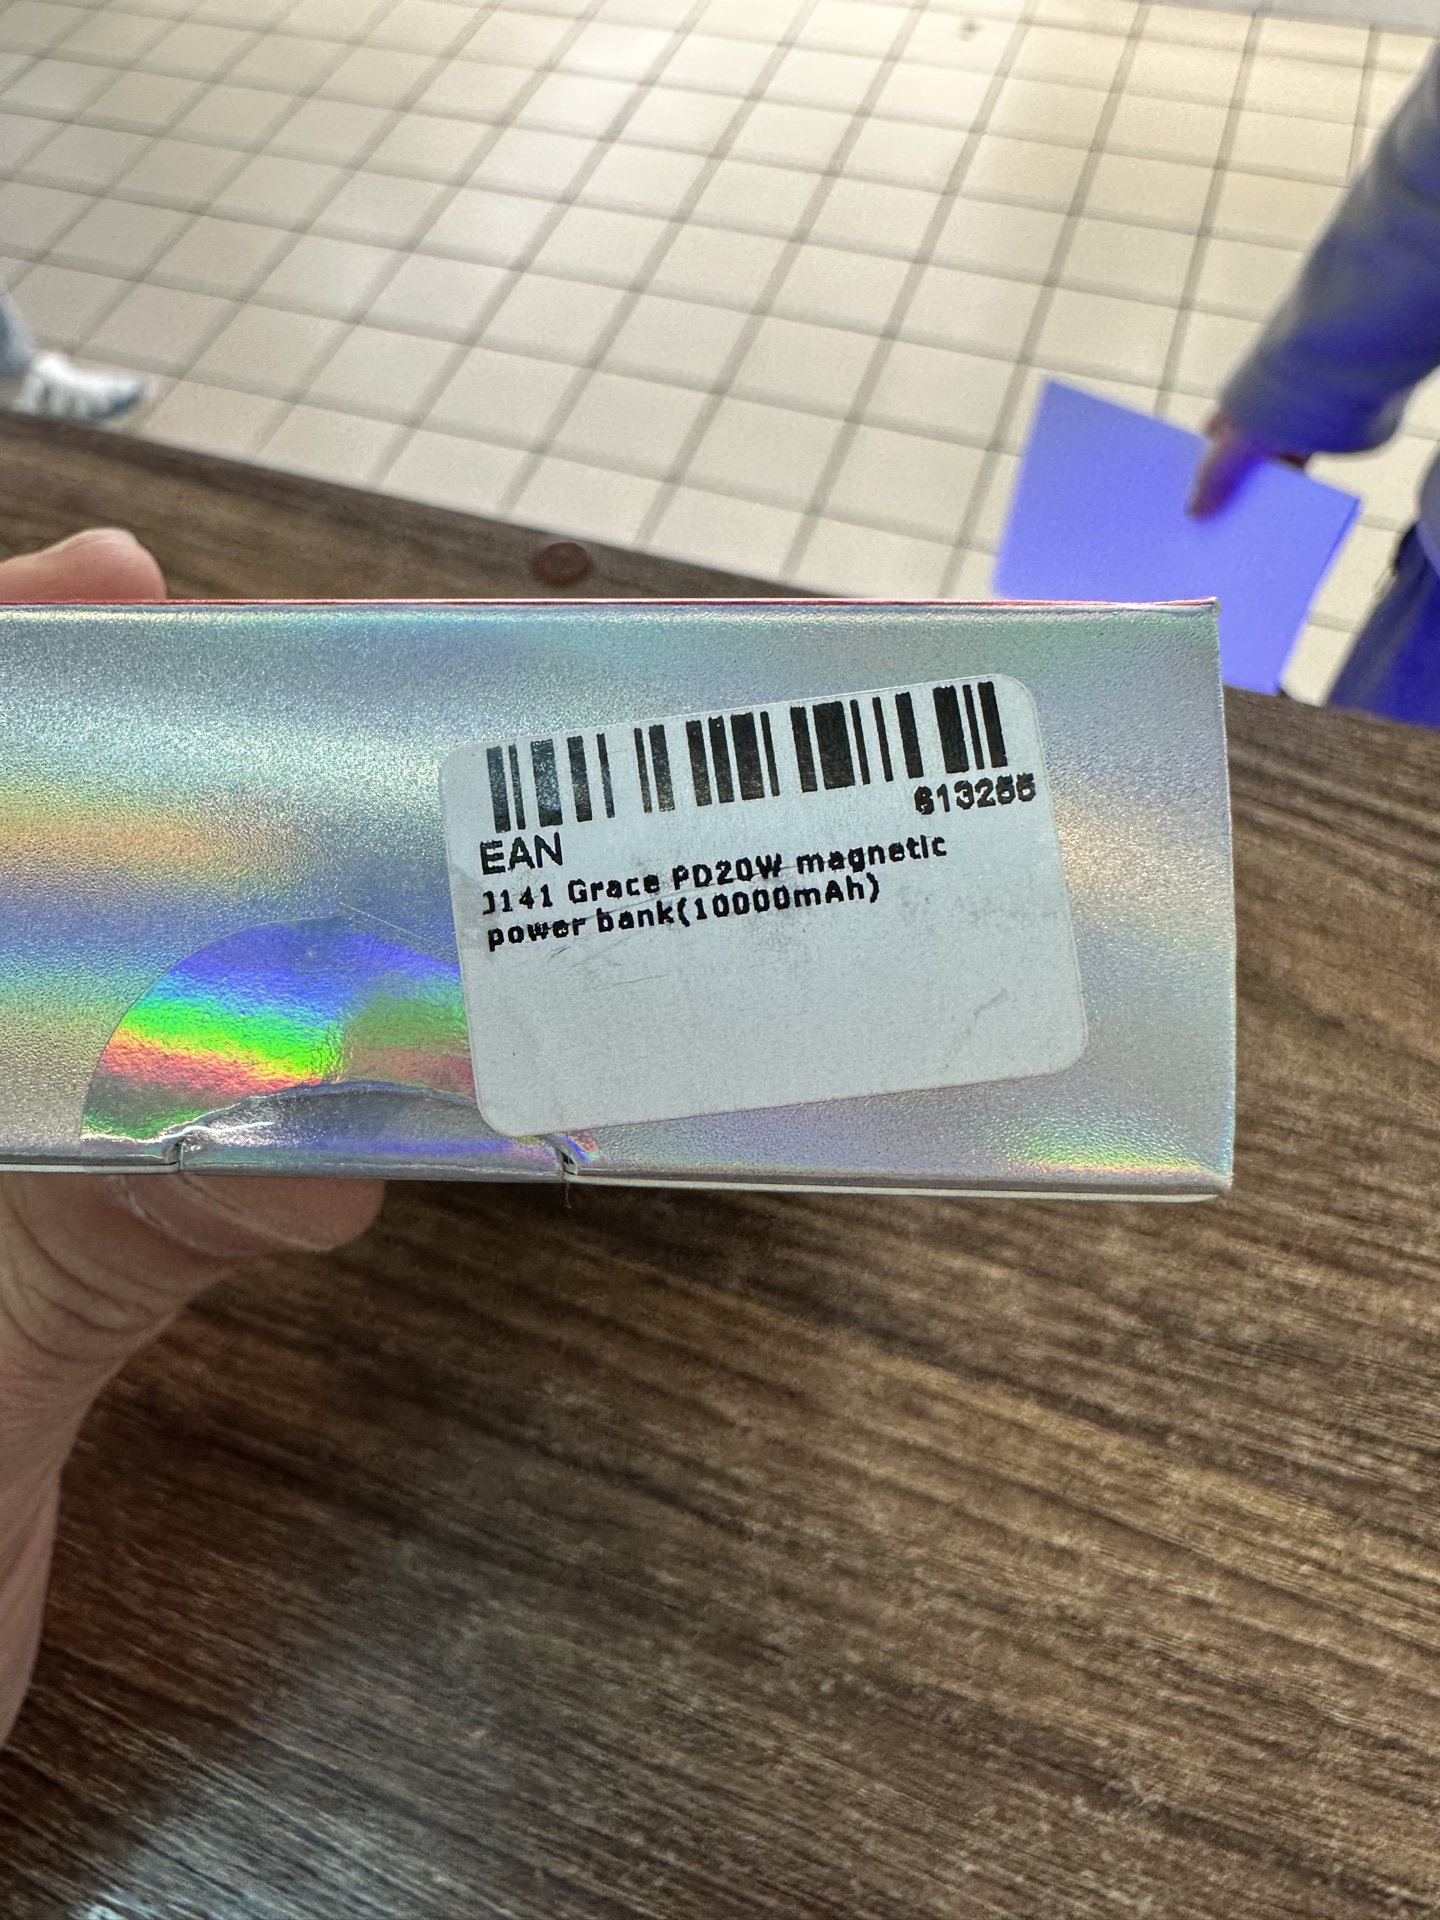 613255
EAN
J141 Grace PD20W magnetic
power bank(10000mAh)